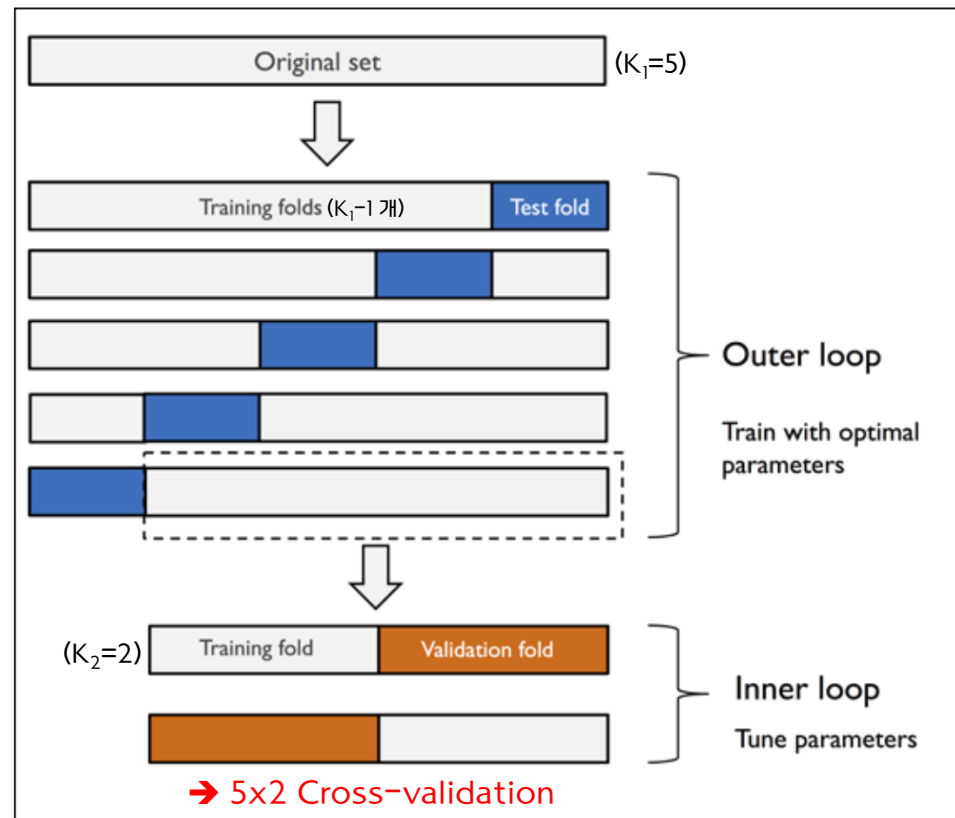 Original set
(K₁=5)
Training folds (K₁-1 개)
Test fold
Outer loop
Train with optimal
parameters
(K₂=2)
Training fold
Validation fold
Inner loop
Tune parameters
➔ 5x2 Cross-validation